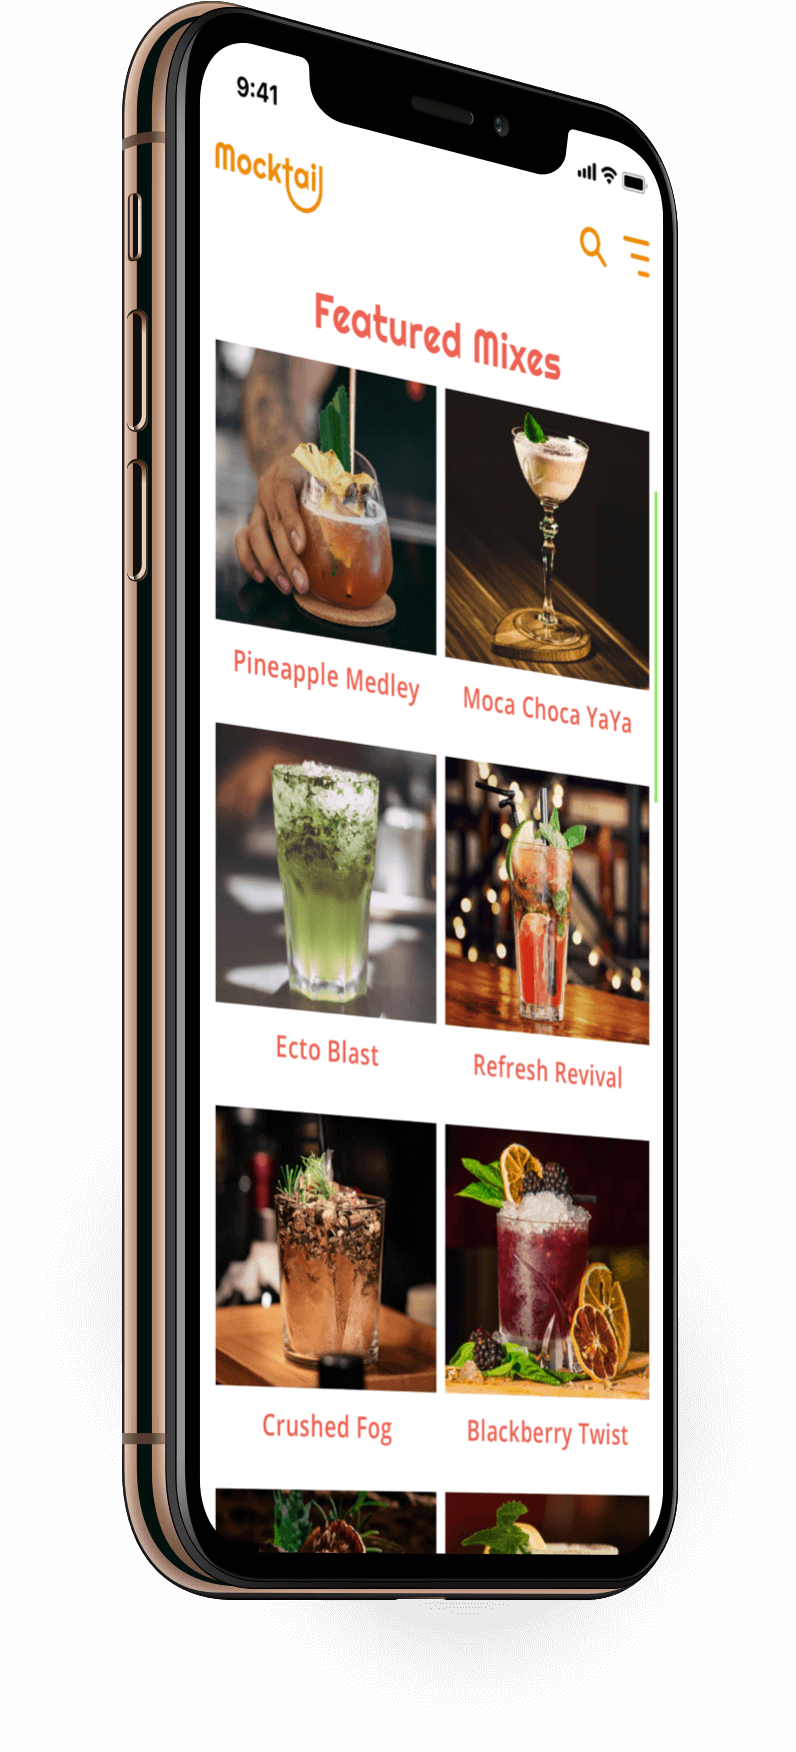 9:41
Mocktail
Featured Mixes
Pineapple Medley
Moca Choca YaYa
Ecto Blast
Refresh Revival
Crushed Fog
Blackberry Twist